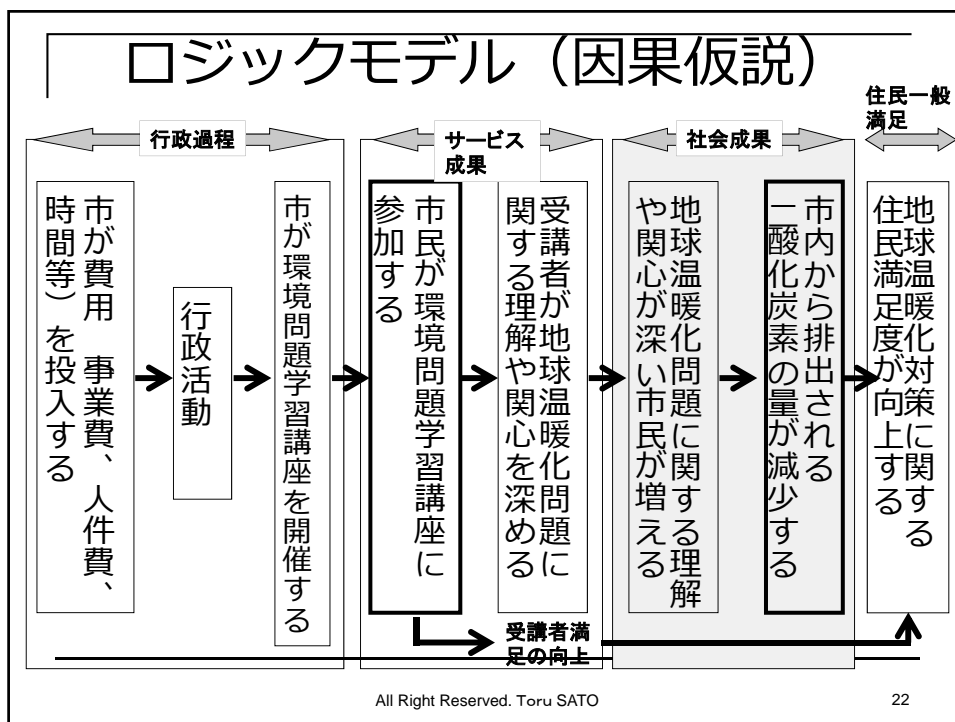 ロジックモデル（因果仮説）
行政過程
サービス
成果
社会成果
住民一般
満足
市が費用　事業費、人件費、
時間等）を投入する
行政活動
市が環境問題学習講座を開催する
市民が環境問題学習講座に
参加する
受講者が地球温暖化問題に
関する理解や関心を深める
地球温暖化問題に関する理解
や関心が深い市民が増える
市内から排出される
二酸化炭素の量が減少する
地球温暖化対策に関する
住民満足度が向上する
受講者満
足の向上
All Right Reserved. Toru SATO
22